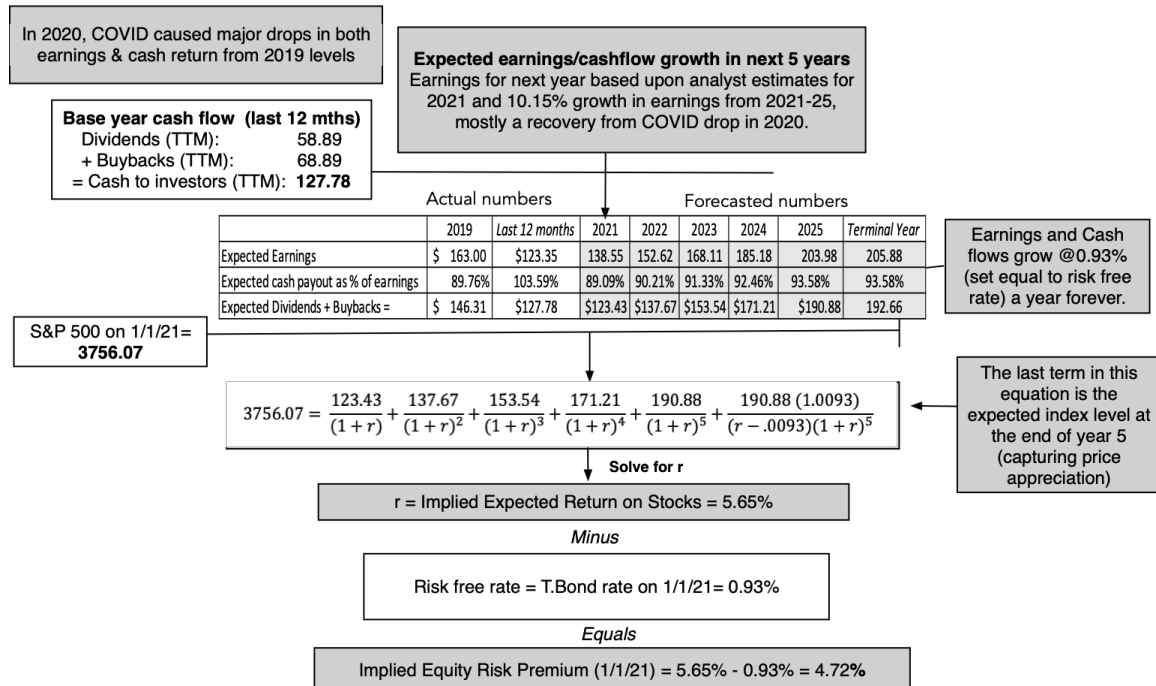 In 2020, COVID caused major drops in both
earnings & cash return from 2019 levels
Expected earnings/cashflow growth in next 5 years
Earnings for next year based upon analyst estimates for
2021 and 10.15% growth in earnings from 2021-25,
mostly a recovery from COVID drop in 2020.
Base year cash flow (last 12 mths)
Dividends (TTM): 58.89
+ Buybacks (TTM): 68.89
= Cash to investors (TTM): 127.78
Actual numbers Forecasted numbers
2019 Last 12 months 2021 2022 2023 2024 2025 Terminal Year
Expected Earnings $ 163.00 $123.35 138.55 152.62 168.11 185.18 203.98 205.88
Expected cash payout as % of earnings 89.76% 103.59% 89.09% 90.21% 91.33% 92.46% 93.58% 93.58%
Expected Dividends + Buybacks = $ 146.31 $127.78 $123.43 $137.67 $153.54 $171.21 $190.88 192.66
Earnings and Cash
flows grow @0.93%
(set equal to risk free
rate) a year forever.
S&P 500 on 1/1/21=
3756.07
3756.07 = 123.43/(1 + r) + 137.67/(1 + r)² + 153.54/(1 + r)³ + 171.21/(1 + r)⁴ + 190.88/(1 + r)⁵ + 190.88 (1.0093)/(r − .0093)(1 + r)⁵
The last term in this
equation is the
expected index level at
the end of year 5
(capturing price
appreciation)
Solve for r
r = Implied Expected Return on Stocks = 5.65%
Minus
Risk free rate = T.Bond rate on 1/1/21= 0.93%
Equals
Implied Equity Risk Premium (1/1/21) = 5.65% - 0.93% = 4.72%